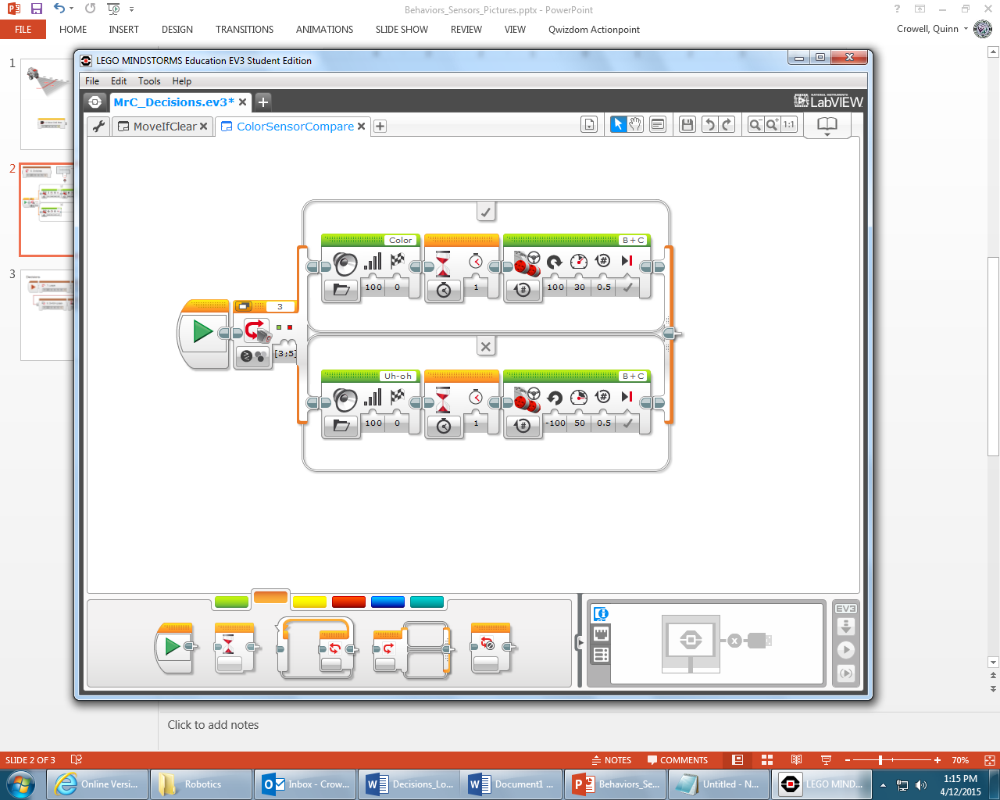 Behaviors_Sensors_Pictures.pptx - PowerPoint
?
FILE HOME INSERT DESIGN TRANSITIONS ANIMATIONS SLIDE SHOW REVIEW VIEW Qwizdom Actionpoint
Crowell, Quinn
1
2
3
LEGO MINDSTORMS Education EV3 Student Edition
File Edit Tools Help
MrC_Decisions.ev3*
NATIONAL INSTRUMENTS
LabVIEW
MoveIfClear
ColorSensorCompare
1:1
Color
B+C
#
100 0
1
#
100 30 0.5
3
[3;5]
Uh-oh
B+C
#
100 0
1
#
-100 50 0.5
EV3
Click to add notes
SLIDE 2 OF 3
NOTES
COMMENTS
70%
Online Versi...
Robotics
Inbox - Crow...
Decisions_Lo...
Document1 ...
Behaviors_Se...
Untitled - N...
LEGO MIND...
1:15 PM
4/12/2015